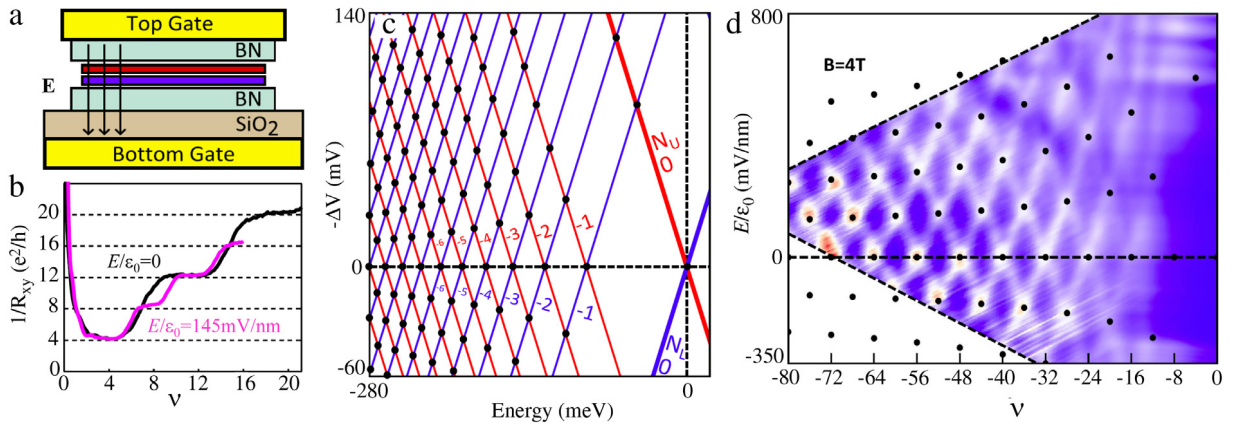 a
Top Gate
BN
E
BN
SiO2
Bottom Gate
b
1/Rxy (e²/h)
20
16
12
8
4
0
E/ε0=0
E/ε0=145mV/nm
0 4 8 12 16 20
ν
c
-ΔV (mV)
140
0
-60
NU
0
-6 -5 -4 -3 -2 -1
-6 -5 -4 -3 -2 -1
NL
0
-280 0
Energy (meV)
d
E/ε0 (mV/nm)
800
0
-350
B=4T
-80 -72 -64 -56 -48 -40 -32 -24 -16 -8 0
ν